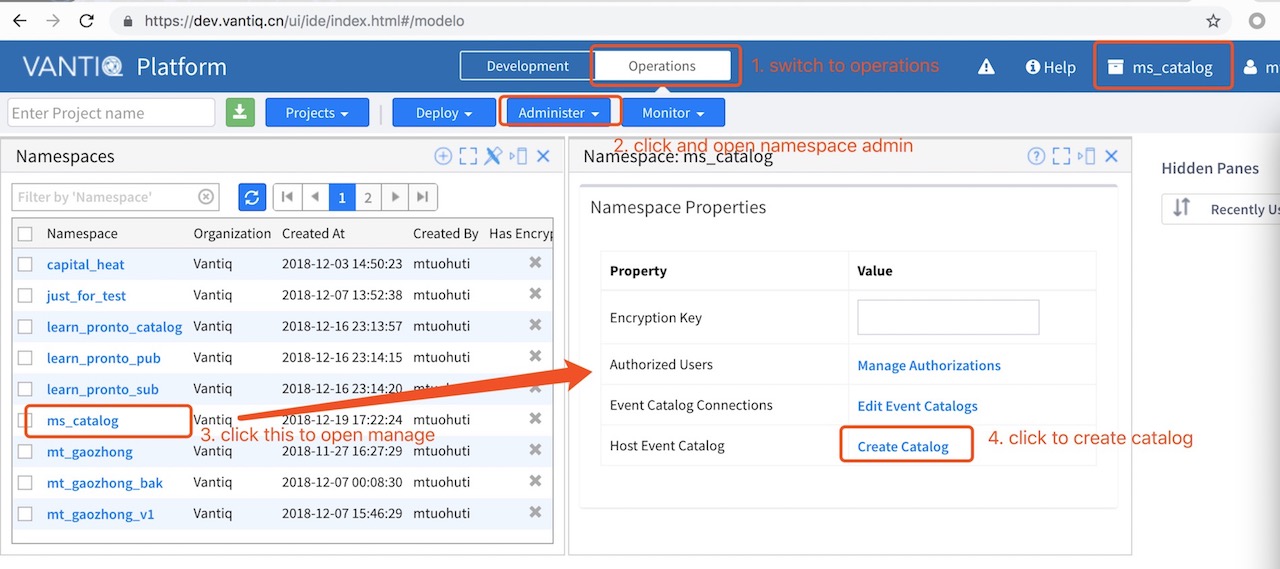 https://dev.vantiq.cn/ui/ide/index.html#/modelo
VANTIQ Platform
Development
Operations
1. switch to operations
Help
ms_catalog
m
Enter Project name
Projects
Deploy
Administer
Monitor
2. click and open namespace admin
Namespaces
Filter by 'Namespace'
1
2
Namespace Organization Created At Created By Has Encryp
capital_heat Vantiq 2018-12-03 14:50:23 mtuohuti
just_for_test Vantiq 2018-12-07 13:52:38 mtuohuti
learn_pronto_catalog Vantiq 2018-12-16 23:13:57 mtuohuti
learn_pronto_pub Vantiq 2018-12-16 23:14:15 mtuohuti
learn_pronto_sub Vantiq 2018-12-16 23:14:20 mtuohuti
ms_catalog Vantiq 2018-12-19 17:22:24 mtuohuti
3. click this to open manage
mt_gaozhong Vantiq 2018-11-27 16:27:29 mtuohuti
mt_gaozhong_bak Vantiq 2018-12-07 00:08:30 mtuohuti
mt_gaozhong_v1 Vantiq 2018-12-07 15:46:29 mtuohuti
Namespace: ms_catalog
Namespace Properties
Property Value
Encryption Key
Authorized Users Manage Authorizations
Event Catalog Connections Edit Event Catalogs
Host Event Catalog Create Catalog
4. click to create catalog
Hidden Panes
Recently Us